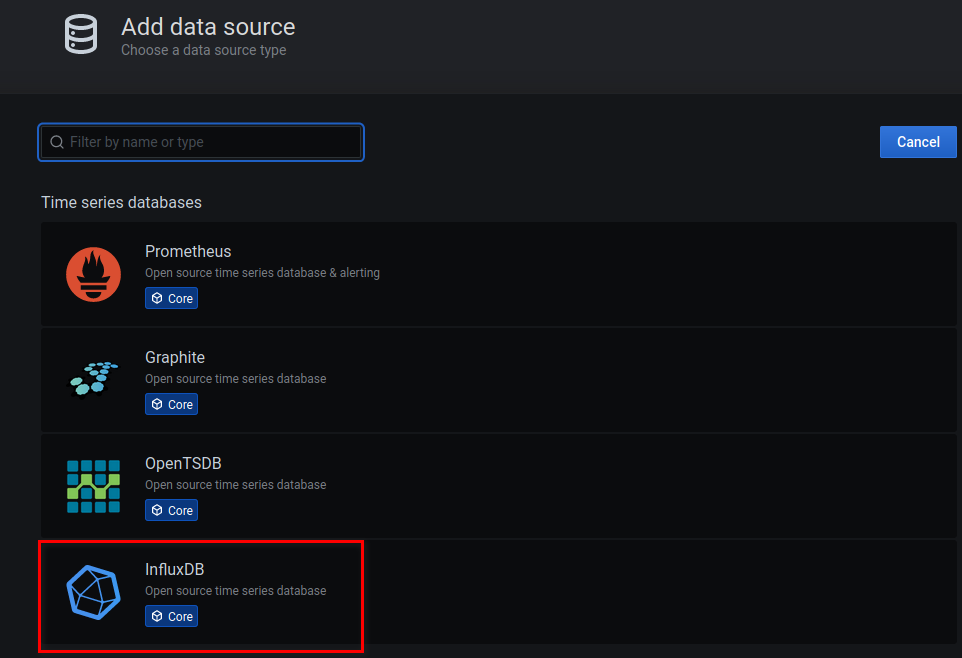 Add data source
Choose a data source type
Filter by name or type
Cancel
Time series databases
Prometheus
Open source time series database & alerting
Core
Graphite
Open source time series database
Core
OpenTSDB
Open source time series database
Core
InfluxDB
Open source time series database
Core